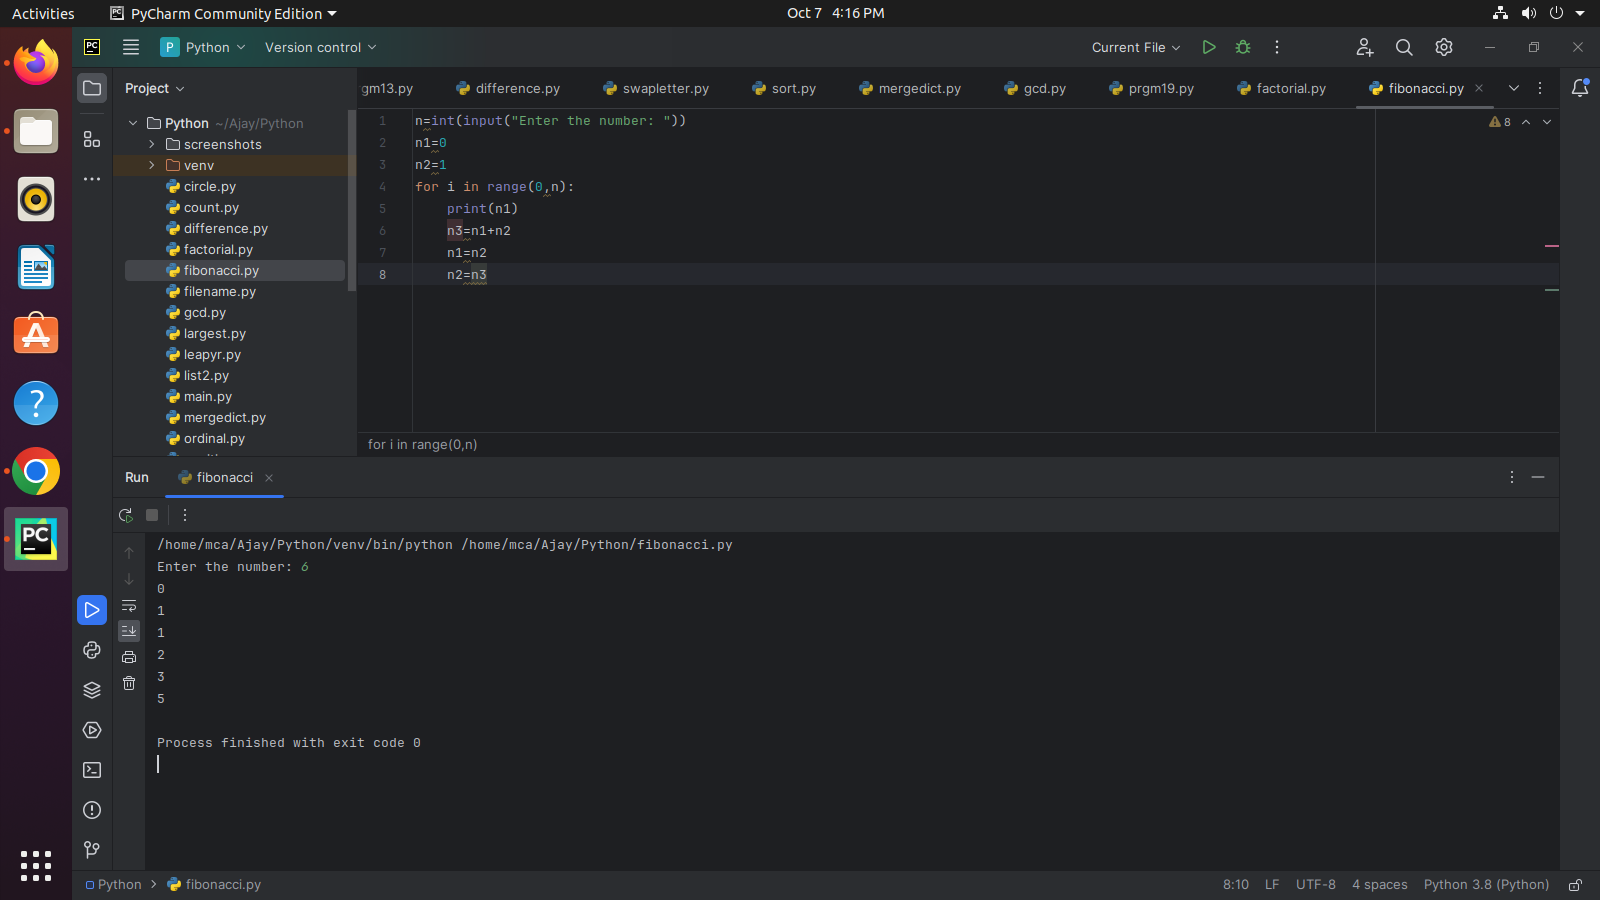 Activities PyCharm Community Edition Oct 7 4:16 PM
PC P Python Version control Current File
Project
gm13.py difference.py swapletter.py sort.py mergedict.py gcd.py prgm19.py factorial.py fibonacci.py
Python ~/Ajay/Python
screenshots
venv
circle.py
count.py
difference.py
factorial.py
fibonacci.py
filename.py
gcd.py
largest.py
leapyr.py
list2.py
main.py
mergedict.py
ordinal.py
1 n=int(input("Enter the number: "))
2 n1=0
3 n2=1
4 for i in range(0,n):
5 print(n1)
6 n3=n1+n2
7 n1=n2
8 n2=n3
8
for i in range(0,n)
Run fibonacci
/home/mca/Ajay/Python/venv/bin/python /home/mca/Ajay/Python/fibonacci.py
Enter the number: 6
0
1
1
2
3
5
Process finished with exit code 0
PC
Python fibonacci.py 8:10 LF UTF-8 4 spaces Python 3.8 (Python)